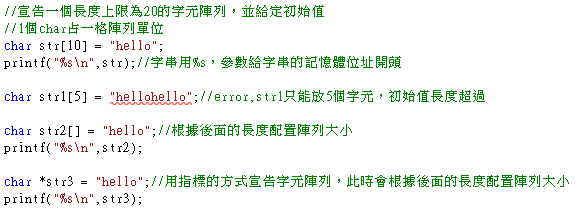 //宣告一個長度上限為20的字元陣列，並給定初始值
//1個char占一格陣列單位
char str[10] = "hello";
printf("%s\n",str);//字串用%s，參數給字串的記憶體位址開頭
char str1[5] = "hellohello";//error,str1只能放5個字元，初始值長度超過
char str2[] = "hello";//根據後面的長度配置陣列大小
printf("%s\n",str2);
char *str3 = "hello";//用指標的方式宣告字元陣列，此時會根據後面的長度配置陣列大小
printf("%s\n",str3);